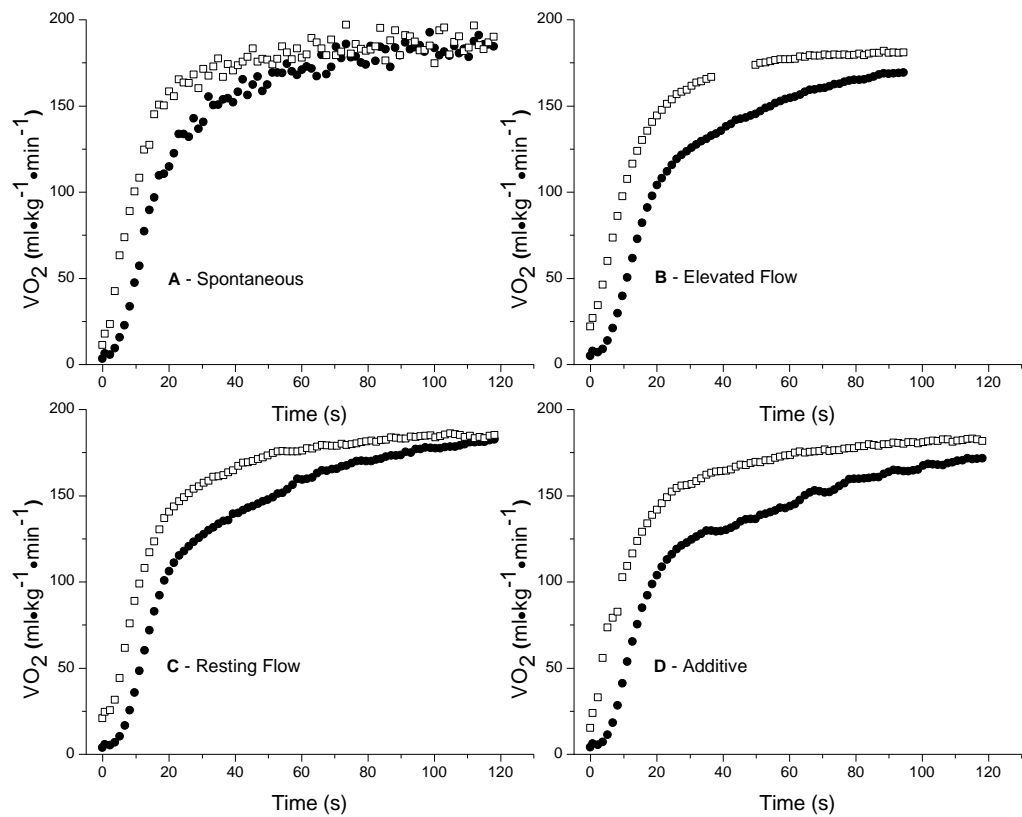 200
150
100
50
0
VO2 (ml•kg-1•min-1)
A - Spontaneous
0 20 40 60 80 100 120
Time (s)
200
150
100
50
0
VO2 (ml•kg-1•min-1)
B - Elevated Flow
0 20 40 60 80 100 120
Time (s)
200
150
100
50
0
VO2 (ml•kg-1•min-1)
C - Resting Flow
0 20 40 60 80 100 120
Time (s)
200
150
100
50
0
VO2 (ml•kg-1•min-1)
D - Additive
0 20 40 60 80 100 120
Time (s)